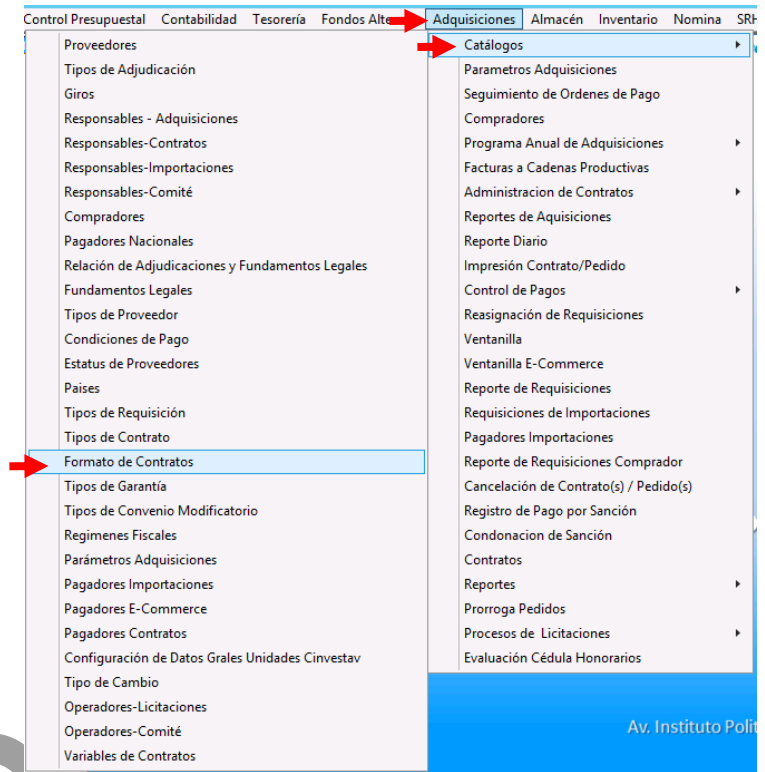 Control Presupuestal Contabilidad Tesorería Fondos Alte Adquisiciones Almacén Inventario Nomina SRH
Proveedores
Tipos de Adjudicación
Giros
Responsables - Adquisiciones
Responsables-Contratos
Responsables-Importaciones
Responsables-Comité
Compradores
Pagadores Nacionales
Relación de Adjudicaciones y Fundamentos Legales
Fundamentos Legales
Tipos de Proveedor
Condiciones de Pago
Estatus de Proveedores
Paises
Tipos de Requisición
Tipos de Contrato
Formato de Contratos
Tipos de Garantía
Tipos de Convenio Modificatorio
Regimenes Fiscales
Parámetros Adquisiciones
Pagadores Importaciones
Pagadores E-Commerce
Pagadores Contratos
Configuración de Datos Grales Unidades Cinvestav
Tipo de Cambio
Operadores-Licitaciones
Operadores-Comité
Variables de Contratos
Catálogos
Parametros Adquisiciones
Seguimiento de Ordenes de Pago
Compradores
Programa Anual de Adquisiciones
Facturas a Cadenas Productivas
Administracion de Contratos
Reportes de Aquisiciones
Reporte Diario
Impresión Contrato/Pedido
Control de Pagos
Reasignación de Requisiciones
Ventanilla
Ventanilla E-Commerce
Reporte de Requisiciones
Requisiciones de Importaciones
Pagadores Importaciones
Reporte de Requisiciones Comprador
Cancelación de Contrato(s) / Pedido(s)
Registro de Pago por Sanción
Condonacion de Sanción
Contratos
Reportes
Prorroga Pedidos
Procesos de Licitaciones
Evaluación Cédula Honorarios
Av. Instituto Polit